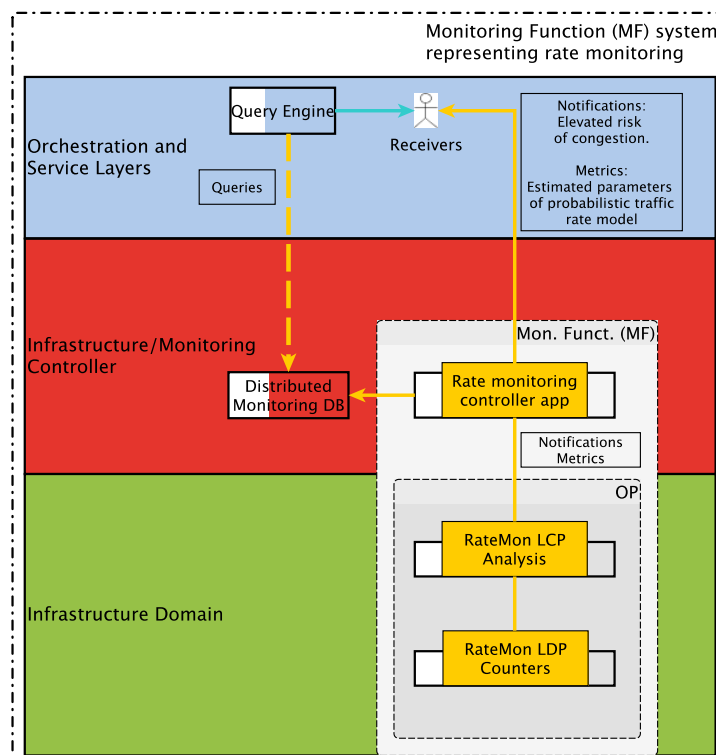 Monitoring Function (MF) system
representing rate monitoring
Query Engine
Receivers
Notifications:
Elevated risk
of congestion.
Metrics:
Estimated parameters
of probabilistic traffic
rate model
Orchestration and
Service Layers
Queries
Mon. Funct. (MF)
Infrastructure/Monitoring
Controller
Distributed
Monitoring DB
Rate monitoring
controller app
Notifications
Metrics
OP
RateMon LCP
Analysis
Infrastructure Domain
RateMon LDP
Counters